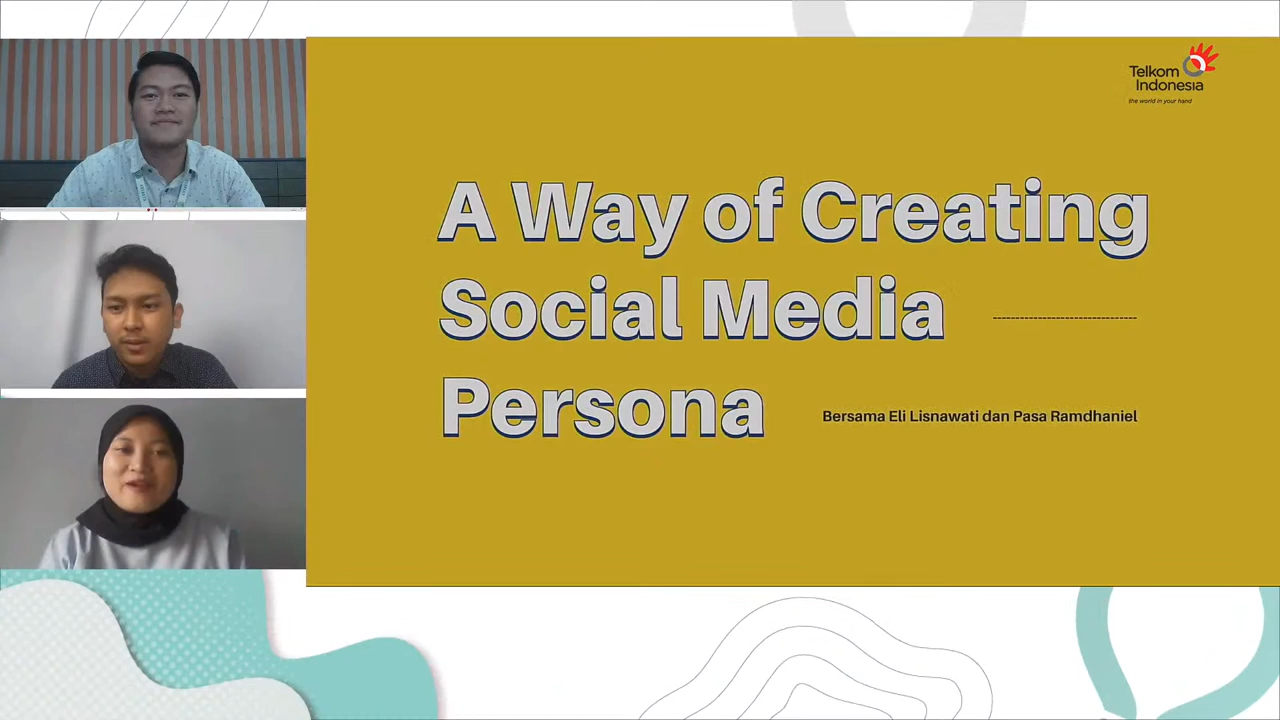 Telkom
Indonesia
the world in your hand
A Way of Creating
Social Media
Persona
Bersama Eli Lisnawati dan Pasa Ramdhaniel